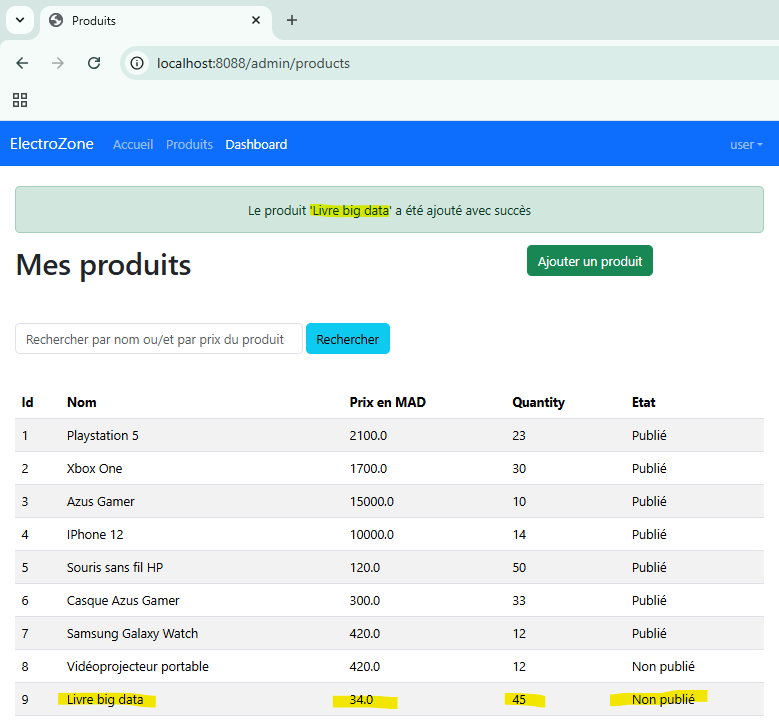 Produits
localhost:8088/admin/products
ElectroZone Accueil Produits Dashboard user
Le produit 'Livre big data' a été ajouté avec succès
Mes produits Ajouter un produit
Rechercher par nom ou/et par prix du produit Rechercher
Id Nom Prix en MAD Quantity Etat
1 Playstation 5 2100.0 23 Publié
2 Xbox One 1700.0 30 Publié
3 Azus Gamer 15000.0 10 Publié
4 IPhone 12 10000.0 14 Publié
5 Souris sans fil HP 120.0 50 Publié
6 Casque Azus Gamer 300.0 33 Publié
7 Samsung Galaxy Watch 420.0 12 Publié
8 Vidéoprojecteur portable 420.0 12 Non publié
9 Livre big data 34.0 45 Non publié